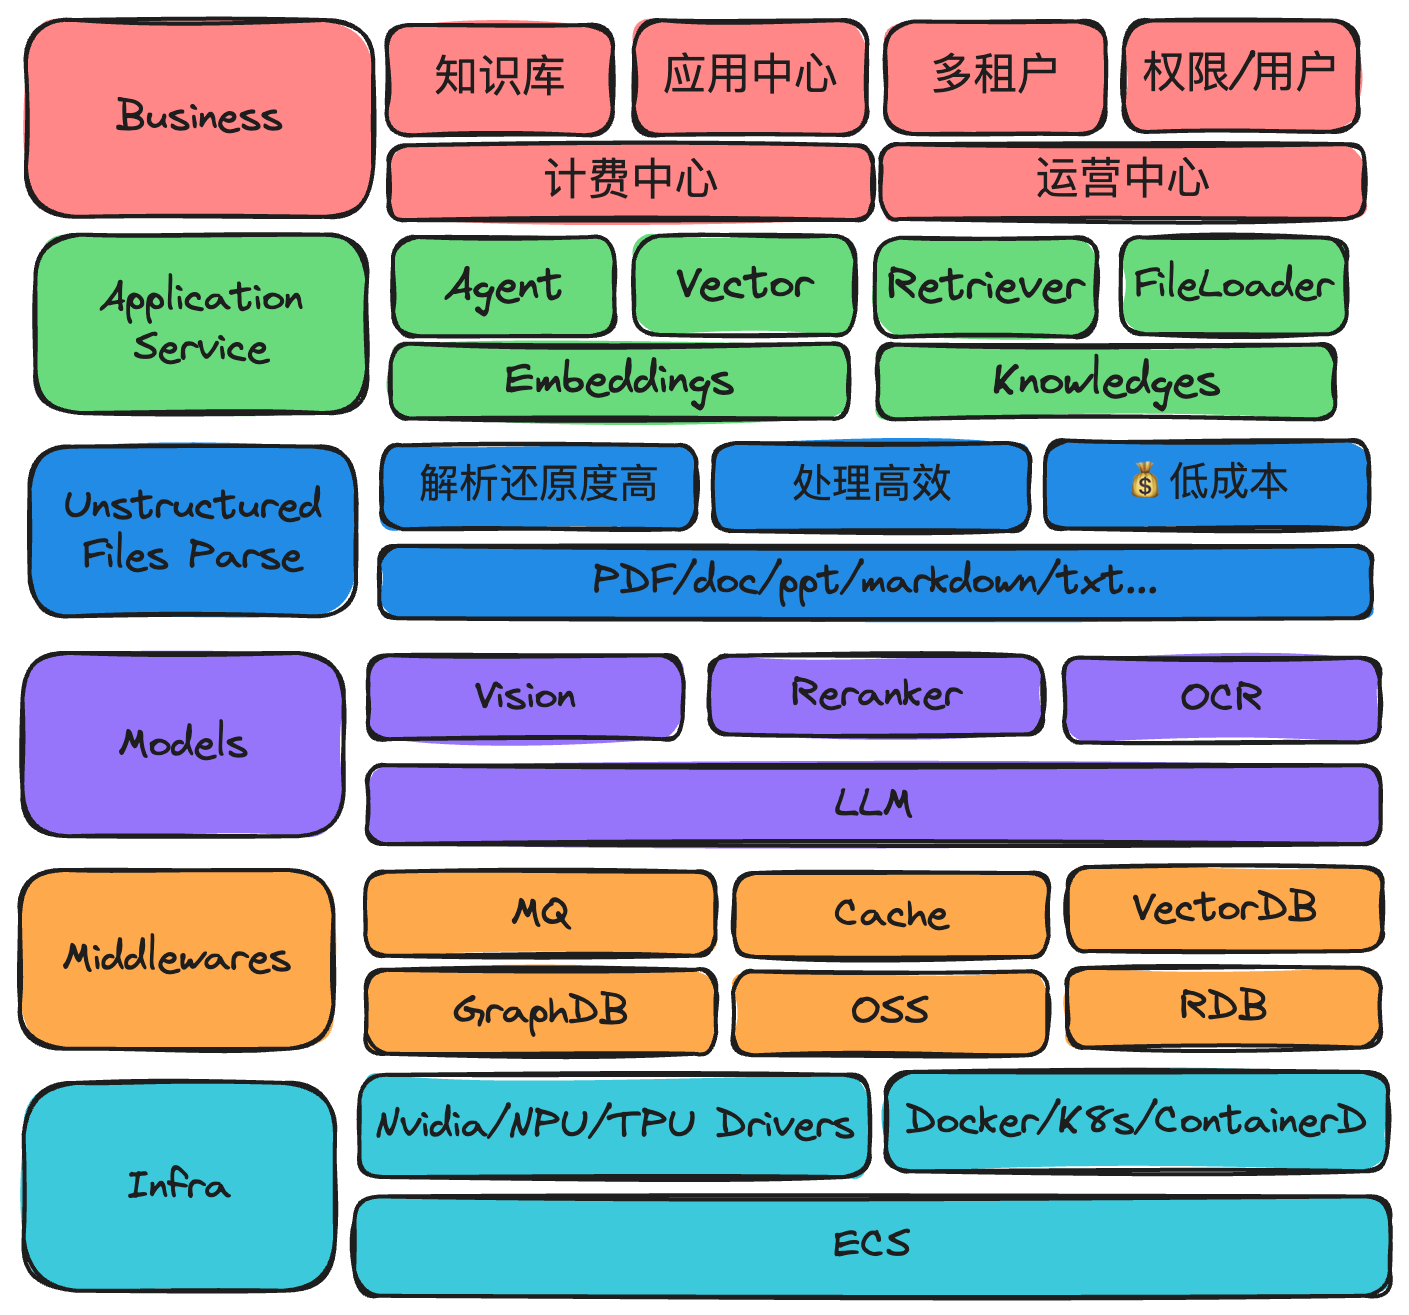 Business
知识库
应用中心
多租户
权限/用户
计费中心
运营中心
Application
Service
Agent
Vector
Retriever
FileLoader
Embeddings
Knowledges
Unstructured
Files Parse
解析还原度高
处理高效
💰低成本
PDF/doc/ppt/markdown/txt...
Models
Vision
Reranker
OCR
LLM
Middlewares
MQ
Cache
VectorDB
GraphDB
OSS
RDB
Infra
Nvidia/NPU/TPU Drivers
Docker/K8s/ContainerD
ECS